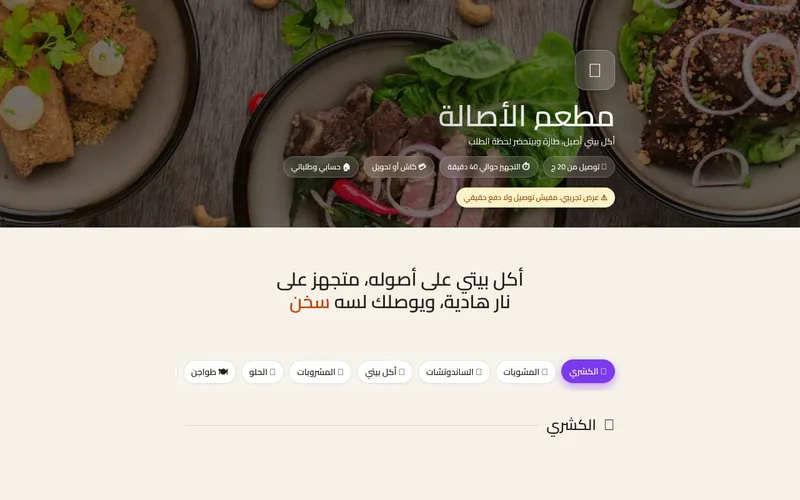 مطعم الأصالة
أكل بيتي أصيل، طازة وبيتحضر لحظة الطلب
توصيل من 20 ج
⏱ التجهيز حوالي 40 دقيقة
💳 كاش أو تحويل
🏠 حسابي وطلباتي
⚠ عرض تجريبي، مفيش توصيل ولا دفع حقيقي
أكل بيتي على أصوله، متجهز على
نار هادية، ويوصلك لسه سخن
الكشري
المشويات
الساندوتشات
أكل بيتي
المشروبات
الحلو
🍽 طواجن
الكشري